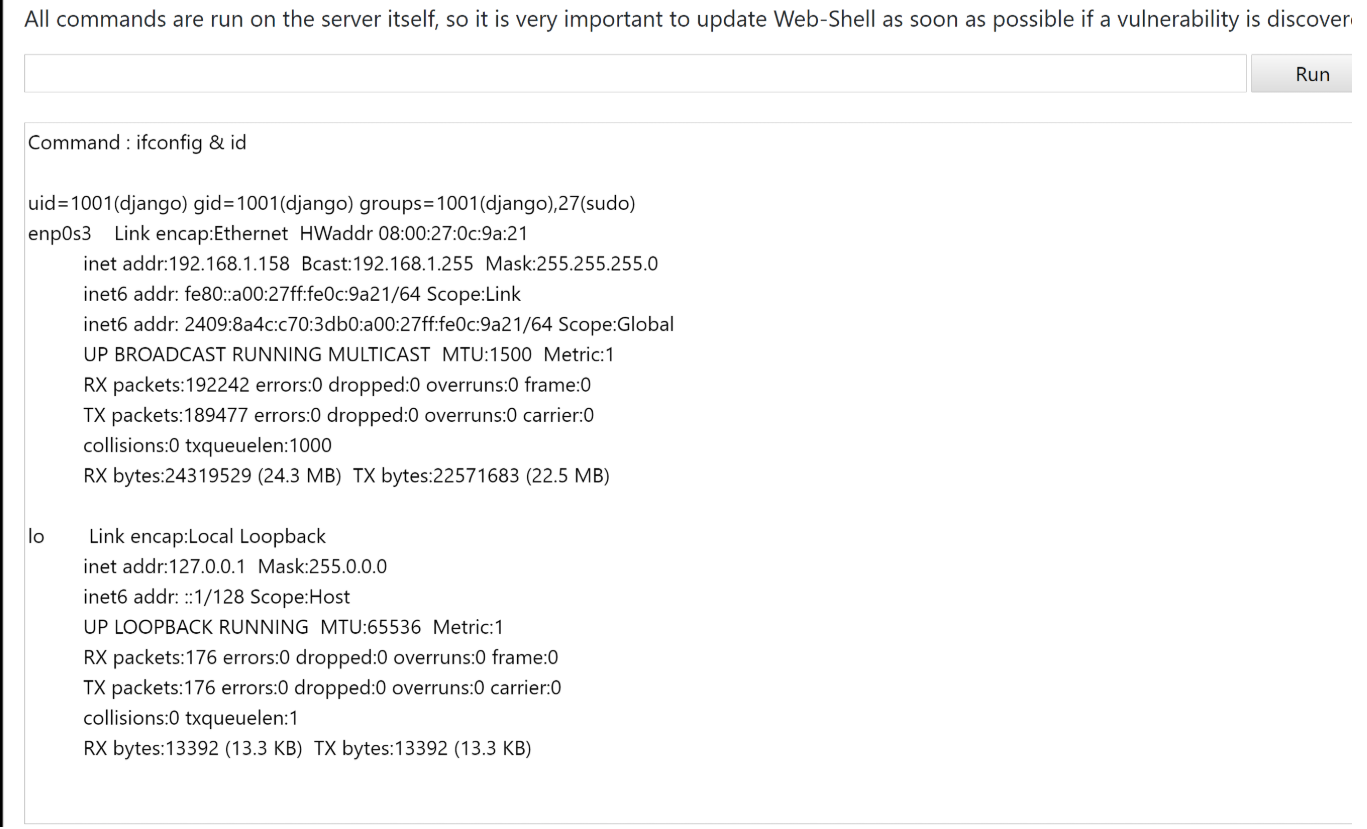 All commands are run on the server itself, so it is very important to update Web-Shell as soon as possible if a vulnerability is discover
Run
Command : ifconfig & id
uid=1001(django) gid=1001(django) groups=1001(django),27(sudo)
enp0s3 Link encap:Ethernet HWaddr 08:00:27:0c:9a:21
inet addr:192.168.1.158 Bcast:192.168.1.255 Mask:255.255.255.0
inet6 addr: fe80::a00:27ff:fe0c:9a21/64 Scope:Link
inet6 addr: 2409:8a4c:c70:3db0:a00:27ff:fe0c:9a21/64 Scope:Global
UP BROADCAST RUNNING MULTICAST MTU:1500 Metric:1
RX packets:192242 errors:0 dropped:0 overruns:0 frame:0
TX packets:189477 errors:0 dropped:0 overruns:0 carrier:0
collisions:0 txqueuelen:1000
RX bytes:24319529 (24.3 MB) TX bytes:22571683 (22.5 MB)
lo Link encap:Local Loopback
inet addr:127.0.0.1 Mask:255.0.0.0
inet6 addr: ::1/128 Scope:Host
UP LOOPBACK RUNNING MTU:65536 Metric:1
RX packets:176 errors:0 dropped:0 overruns:0 frame:0
TX packets:176 errors:0 dropped:0 overruns:0 carrier:0
collisions:0 txqueuelen:1
RX bytes:13392 (13.3 KB) TX bytes:13392 (13.3 KB)